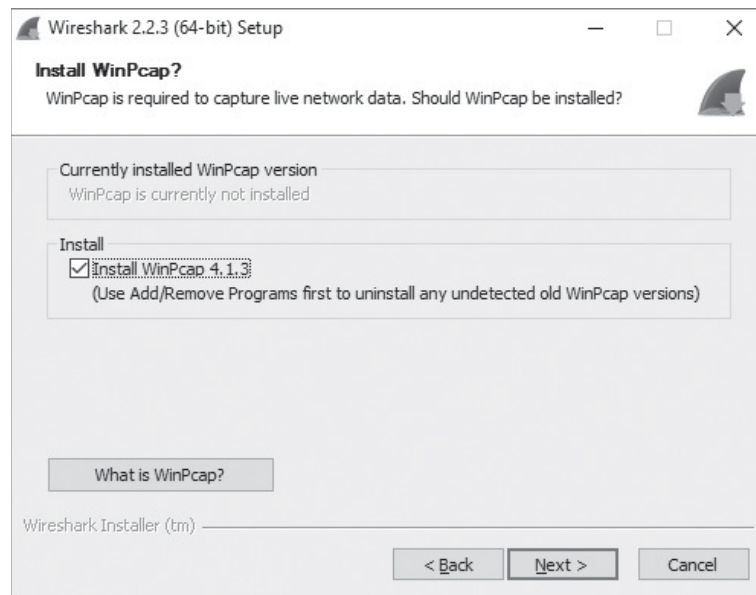 Wireshark 2.2.3 (64-bit) Setup
Install WinPcap?
WinPcap is required to capture live network data. Should WinPcap be installed?
Currently installed WinPcap version
WinPcap is currently not installed
Install
Install WinPcap 4.1.3
(Use Add/Remove Programs first to uninstall any undetected old WinPcap versions)
What is WinPcap?
Wireshark Installer (tm)
< Back
Next >
Cancel